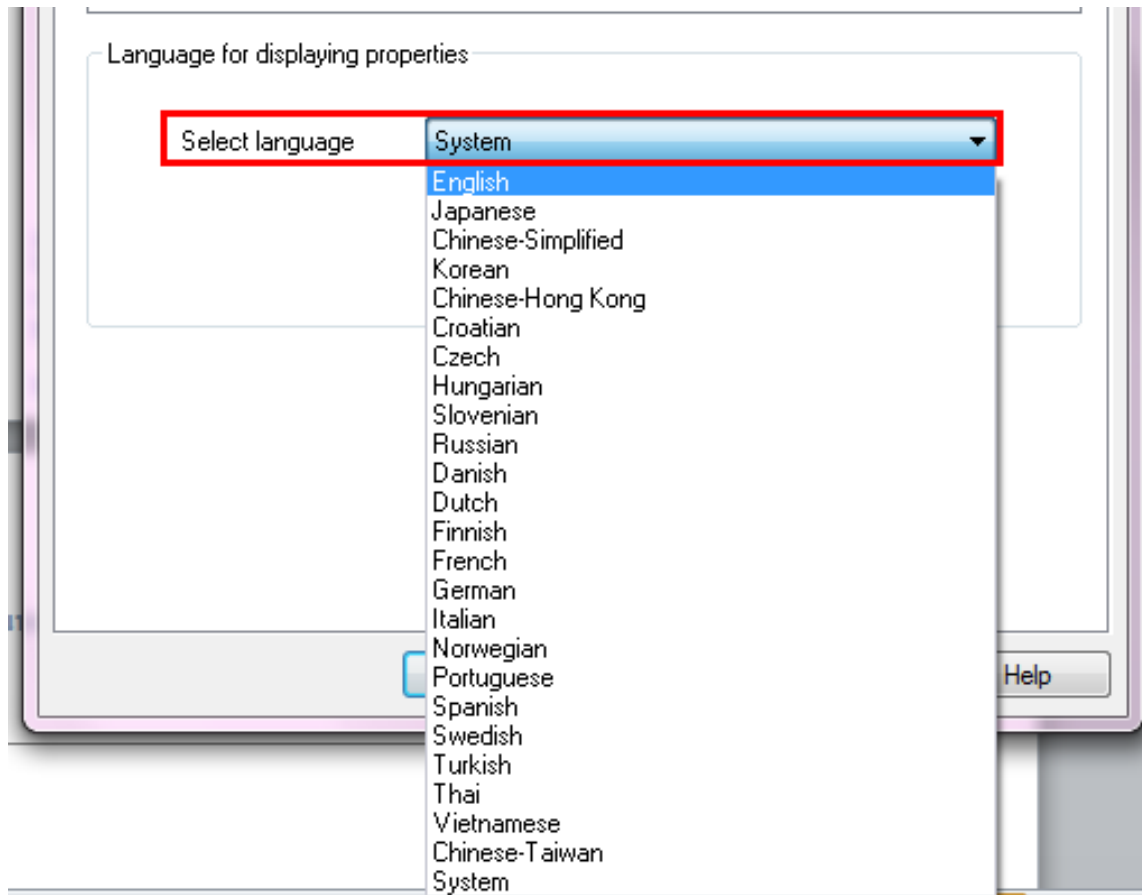 Language for displaying properties
Select language System
English
Japanese
Chinese-Simplified
Korean
Chinese-Hong Kong
Croatian
Czech
Hungarian
Slovenian
Russian
Danish
Dutch
Finnish
French
German
Italian
Norwegian
Portuguese
Help
Spanish
Swedish
Turkish
Thai
Vietnamese
Chinese-Taiwan
System